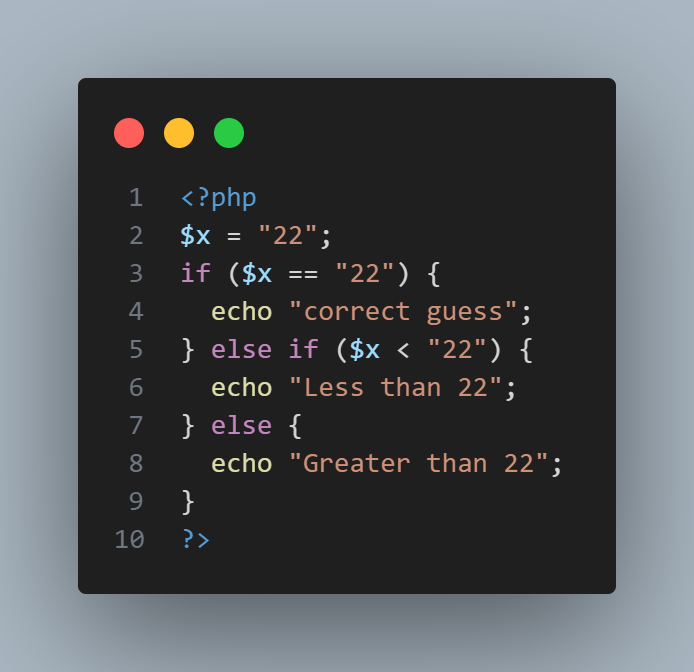 1 <?php
2 $x = "22";
3 if ($x == "22") {
4   echo "correct guess";
5 } else if ($x < "22") {
6   echo "Less than 22";
7 } else {
8   echo "Greater than 22";
9 }
10 ?>